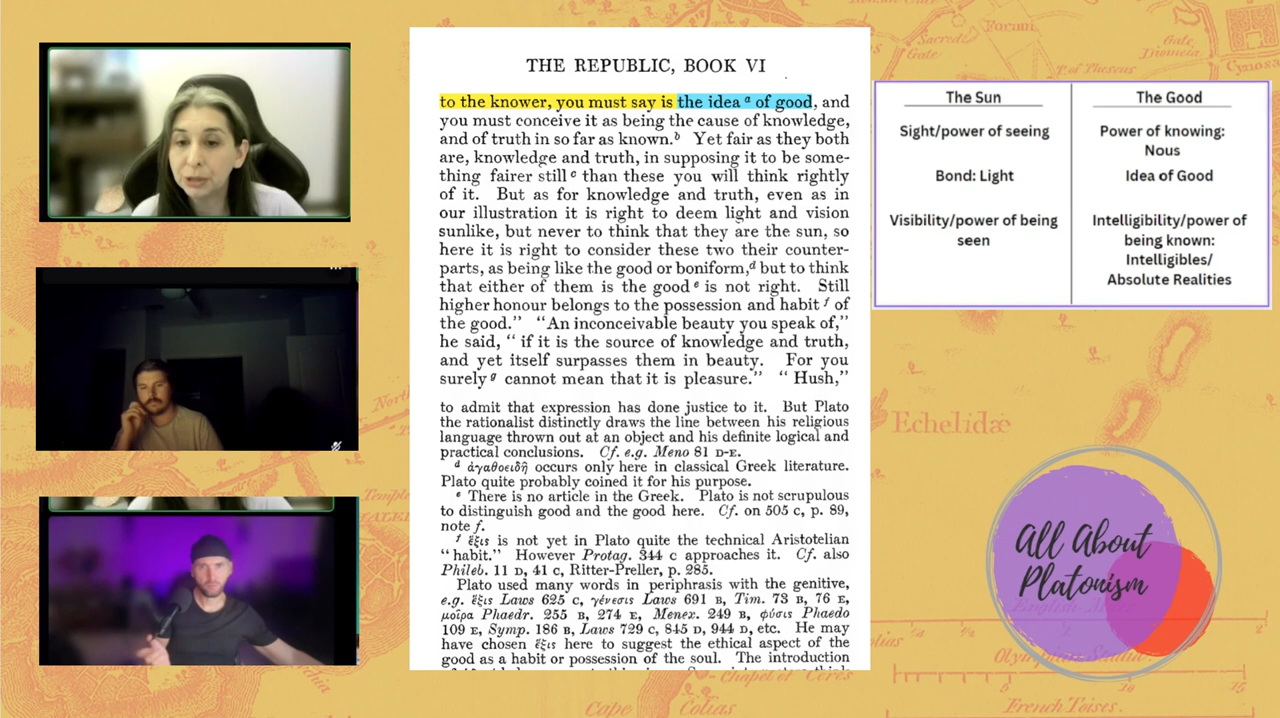 THE REPUBLIC, BOOK VI
to the knower, you must say is the idea ᵃ of good, and
you must conceive it as being the cause of knowledge,
and of truth in so far as known.ᵇ Yet fair as they both
are, knowledge and truth, in supposing it to be some-
thing fairer still ᶜ than these you will think rightly
of it. But as for knowledge and truth, even as in
our illustration it is right to deem light and vision
sunlike, but never to think that they are the sun, so
here it is right to consider these two their counter-
parts, as being like the good or boniform,ᵈ but to think
that either of them is the good ᵉ is not right. Still
higher honour belongs to the possession and habit ᶠ of
the good.” “An inconceivable beauty you speak of,”
he said, “ if it is the source of knowledge and truth,
and yet itself surpasses them in beauty. For you
surely ᵍ cannot mean that it is pleasure.” “ Hush,”
to admit that expression has done justice to it. But Plato
the rationalist distinctly draws the line between his religious
language thrown out at an object and his definite logical and
practical conclusions. Cf. e.g. Meno 81 D-E.
ᵈ ἀγαθοειδῆ occurs only here in classical Greek literature.
Plato quite probably coined it for his purpose.
ᵉ There is no article in the Greek. Plato is not scrupulous
to distinguish good and the good here. Cf. on 505 C, p. 89,
note f.
ᶠ ἕξις is not yet in Plato quite the technical Aristotelian
“habit.” However Protag. 344 C approaches it. Cf. also
Phileb. 11 D, 41 C, Ritter-Preller, p. 285.
Plato used many words in periphrasis with the genitive,
e.g. ἕξις Laws 625 C, γένεσις Laws 691 B, Tim. 73 B, 76 E,
μοῖρα Phaedr. 255 B, 274 E, Menex. 249 B, φύσις Phaedo
109 E, Symp. 186 B, Laws 729 C, 845 D, 944 D, etc. He may
have chosen ἕξις here to suggest the ethical aspect of the
good as a habit or possession of the soul. The introduction
The Sun
The Good
Sight/power of seeing
Power of knowing:
Nous
Bond: Light
Idea of Good
Visibility/power of being
seen
Intelligibility/power of
being known:
Intelligibles/
Absolute Realities
All About
Platonism
Sacred
Gate
Forum
P.t of Theseus
Gate
Diomeia
Cynosa
Echelidæ
Chapel of Ceres
Cape
Colias
10
15
French Toises.